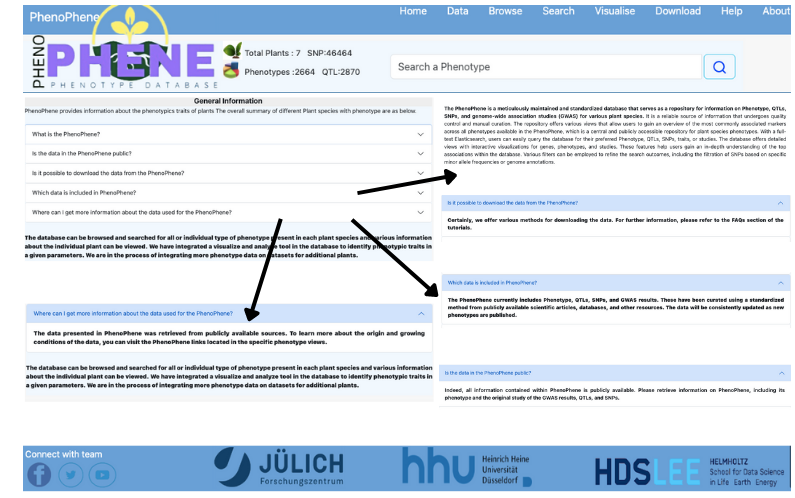 PhenoPhene
Home Data Browse Search Visualise Download Help About
PHENO
PHENE
PHENOTYPE DATABASE
Total Plants : 7 SNP:46464
Phenotypes :2664 QTL:2870
Search a Phenotype
General Information
PhenoPhene provides information about the phenotypics traits of plants The overall summary of different Plant species with phenotype are as below.
What is the PhenoPhene?
Is the data in the PhenoPhene public?
Is it possible to download the data from the PhenoPhene?
Which data is included in PhenoPhene?
Where can I get more information about the data used for the PhenoPhene?
The database can be browsed and searched for all or individual type of phenotype present in each plant species and various information
about the individual plant can be viewed. We have integrated a visualize and analyze tool in the database to identify phenotypic traits in
a given parameters. We are in the process of integrating more phenotype data on datasets for additional plants.
Where can I get more information about the data used for the PhenoPhene?
The data presented in PhenoPhene was retrieved from publicly available sources. To learn more about the origin and growing
conditions of the data, you can visit the PhenoPhene links located in the specific phenotype views.
The database can be browsed and searched for all or individual type of phenotype present in each plant species and various information
about the individual plant can be viewed. We have integrated a visualize and analyze tool in the database to identify phenotypic traits in
a given parameters. We are in the process of integrating more phenotype data on datasets for additional plants.
The PhenoPhene is a meticulously maintained and standardized database that serves as a repository for information on Phenotype, QTLs,
SNPs, and genome-wide association studies (GWAS) for various plant species. It is a reliable source of information that undergoes quality
control and manual curation. The repository offers various views that allow users to gain an overview of the most commonly associated markers
across all phenotypes available in the PhenoPhene, which is a central and publicly accessible repository for plant species phenotypes. With a full-
text Elasticsearch, users can easily query the database for their preferred Phenotype, QTLs, SNPs, traits, or studies. The database offers detailed
views with interactive visualizations for genes, phenotypes, and studies. These features help users gain an in-depth understanding of the top
associations within the database. Various filters can be employed to refine the search outcomes, including the filtration of SNPs based on specific
minor allele frequencies or genome annotations.
Is it possible to download the data from the PhenoPhene?
Certainly, we offer various methods for downloading the data. For further information, please refer to the FAQs section of the
tutorials.
Which data is included in PhenoPhene?
The PhenoPhene currently includes Phenotype, QTLs, SNPs, and GWAS results. These have been curated using a standardized
method from publicly available scientific articles, databases, and other resources. The data will be consistently updated as new
phenotypes are published.
Is the data in the PhenoPhene public?
Indeed, all information contained within PhenoPhene is publicly available. Please retrieve information on PhenoPhene, including its
phenotype and the original study of the GWAS results, QTLs, and SNPs.
Connect with team
JÜLICH
Forschungszentrum
hhu
Heinrich Heine
Universität
Düsseldorf
HDS LEE
HELMHOLTZ
School for Data Science
in Life Earth Energy